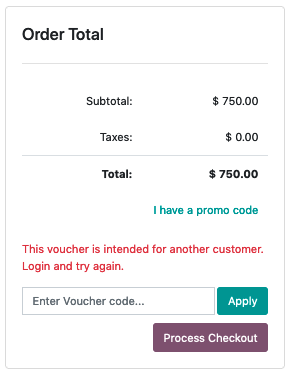 Order Total
Subtotal: $ 750.00
Taxes: $ 0.00
Total: $ 750.00
I have a promo code
This voucher is intended for another customer.
Login and try again.
Enter Voucher code... Apply
Process Checkout